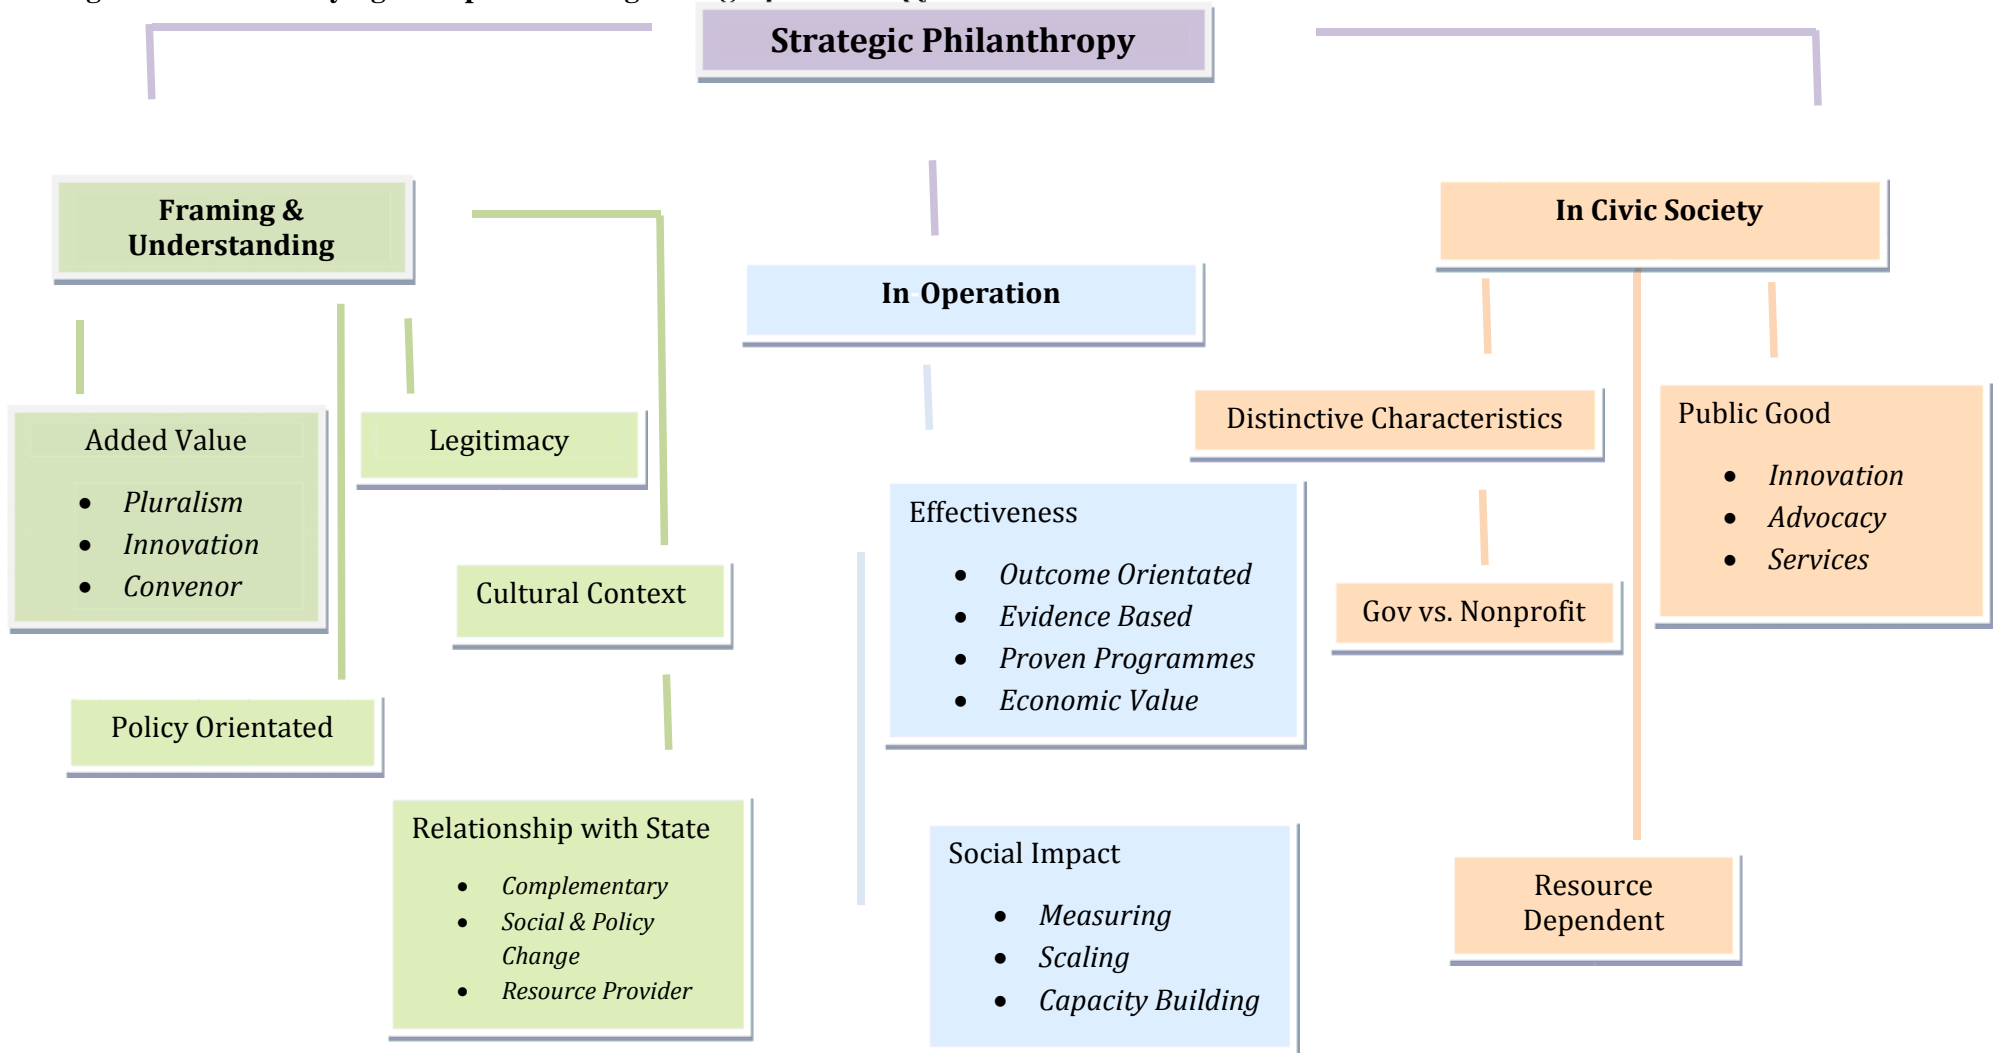 Strategic Philanthropy
Framing &
Understanding
In Operation
In Civic Society
Added Value
• Pluralism
• Innovation
• Convenor
Legitimacy
Cultural Context
Policy Orientated
Relationship with State
• Complementary
• Social & Policy
Change
• Resource Provider
Effectiveness
• Outcome Orientated
• Evidence Based
• Proven Programmes
• Economic Value
Social Impact
• Measuring
• Scaling
• Capacity Building
Distinctive Characteristics
Gov vs. Nonprofit
Public Good
• Innovation
• Advocacy
• Services
Resource
Dependent